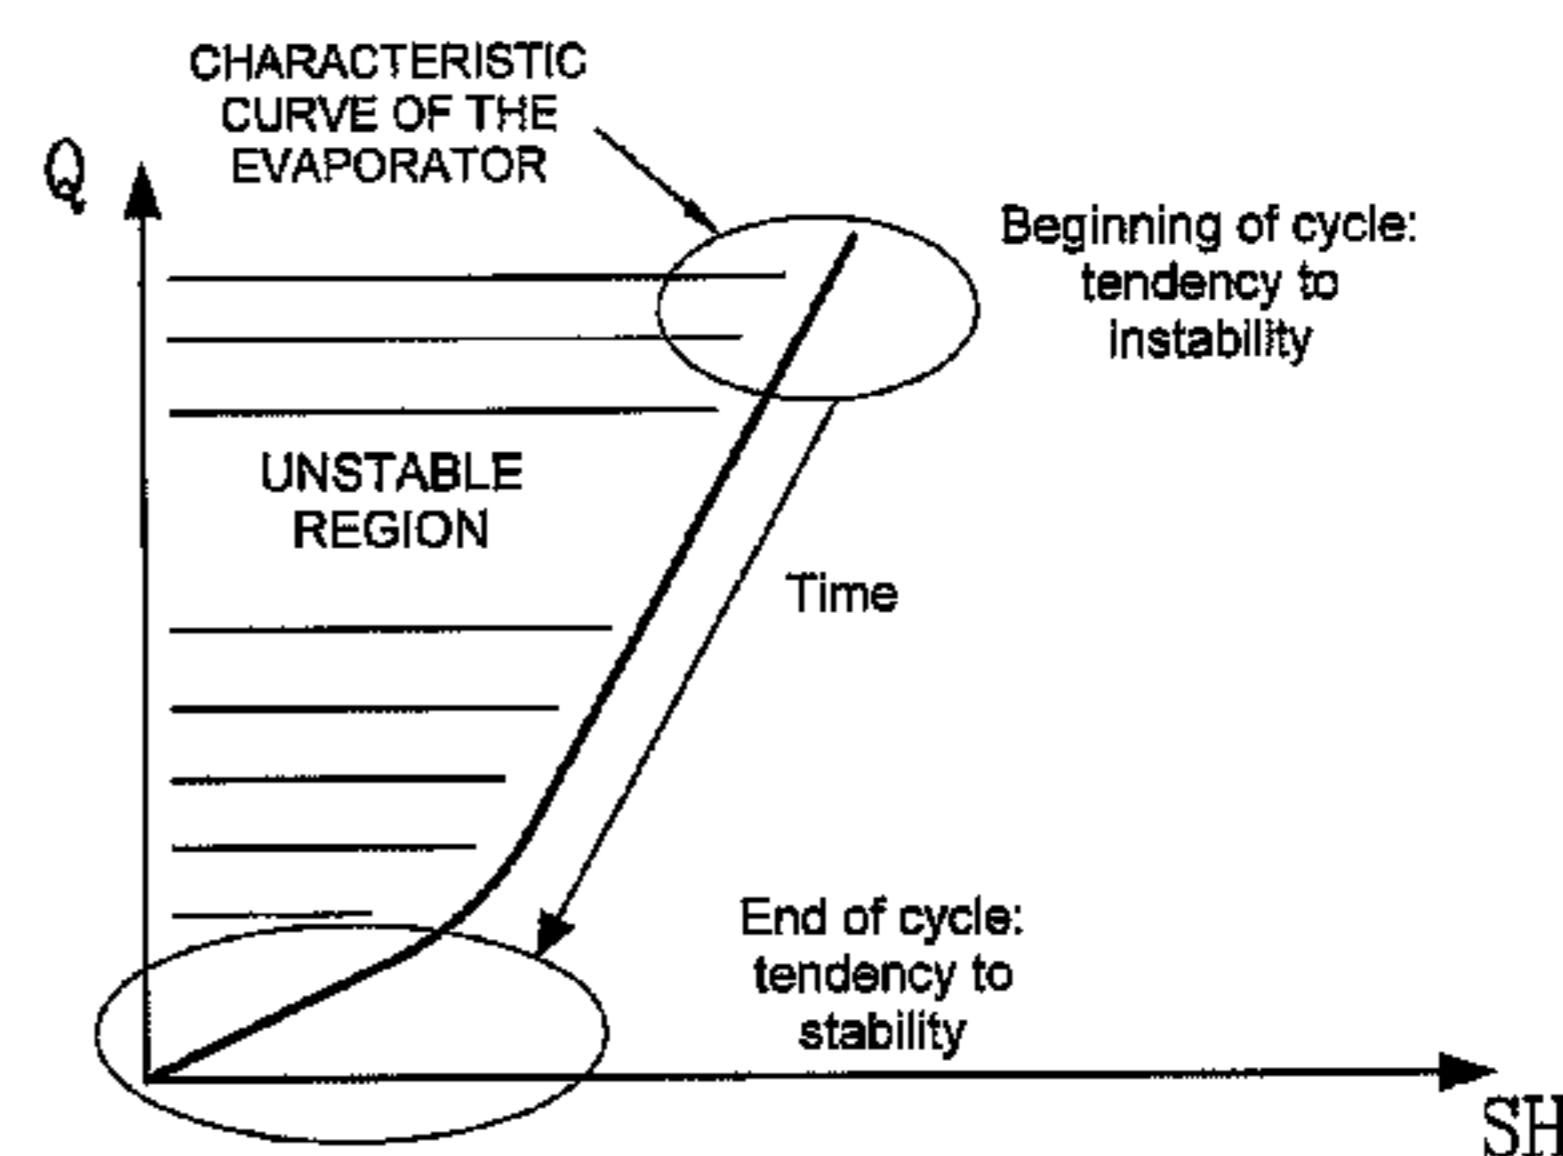 CHARACTERISTIC
CURVE OF THE
EVAPORATOR
Q
Beginning of cycle:
tendency to
instability
UNSTABLE
REGION
Time
End of cycle:
tendency to
stability
SH